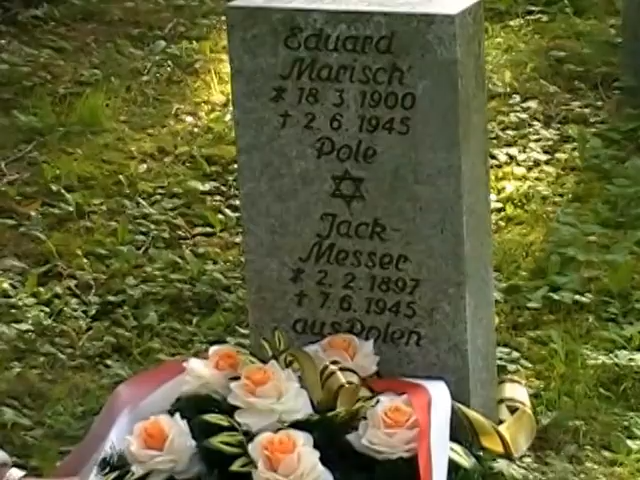 Eduard
Marisch
* 18.3.1900
† 2.6.1945
Pole
✡
Jack-
Messer
* 2.2.1897
† 7.6.1945
aus Polen